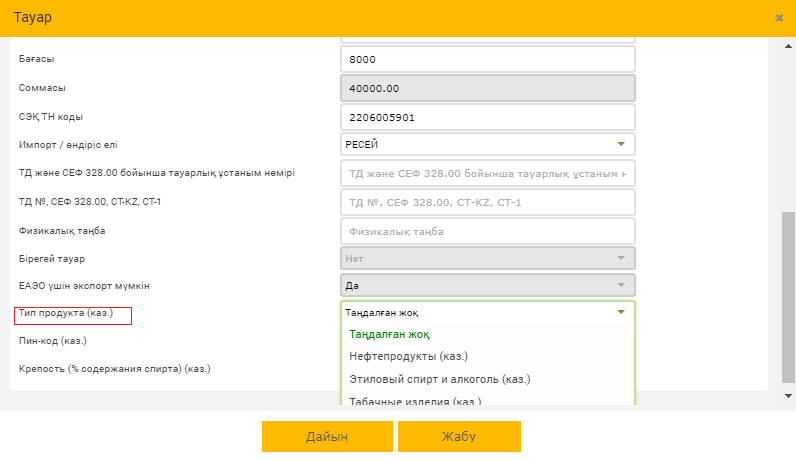 Тауар
Бағасы 8000
Соммасы 40000.00
СЭҚ ТН коды 2206005901
Импорт / өндіріс елі РЕСЕЙ
ТД және СЕФ 328.00 бойынша тауарлық ұстаным нөмірі ТД және СЕФ 328.00 бойынша тауарлық ұстаным н
ТД №, СЕФ 328.00, СТ-KZ, СТ-1 ТД №, СЕФ 328.00, СТ-KZ, СТ-1
Физикалық таңба Физикалық таңба
Бірегей тауар Нет
ЕАЭО үшін экспорт мүмкін Да
Тип продукта (каз.) Таңдалған жоқ
Таңдалған жоқ
Пин-код (каз.)
Нефтепродукты (каз.)
Крепость (% содержания спирта) (каз.)
Этиловый спирт и алкоголь (каз.)
Табачные изделия (каз.)
Дайын Жабу